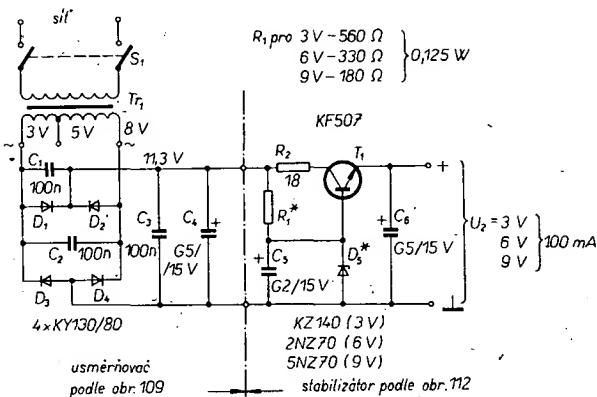 síť
S₁
Tr₁
3 V 5 V 8 V
~ ~
C₁
100n
11,3 V
D₁ D₂
C₂ 100n
D₃ D₄
4×KY130/80
C₃
100n
C₄ +
G5/
/15 V
R₁ pro 3 V – 560 Ω
6 V – 330 Ω
9 V – 180 Ω
0,125 W
KF507
R₂
18
T₁
R₁*
+ C₅
G2/15 V
D₅*
C₆
+
G5/15 V
+
U₂ = 3 V
6 V
9 V
100 mA
KZ140 (3 V)
2NZ70 (6 V)
5NZ70 (9 V)
usměrňovač
podle obr. 109
stabilizátor podle obr. 112